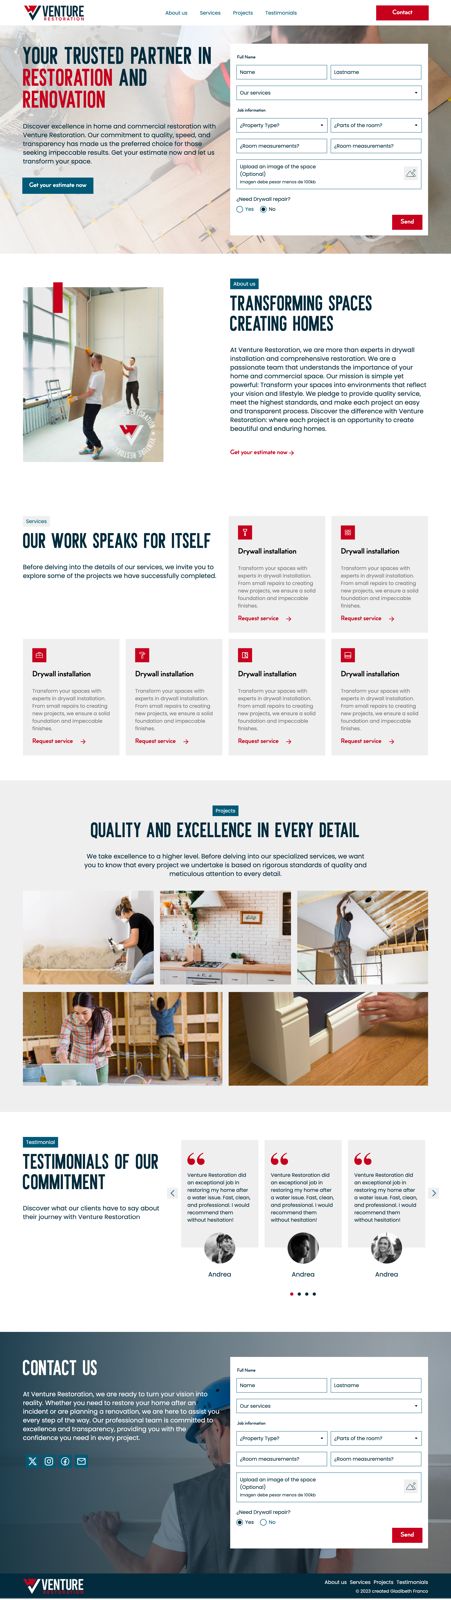 VENTURE
RESTORATION
About us
Services
Projects
Testimonials
Contact
YOUR TRUSTED PARTNER IN
RESTORATION AND
RENOVATION
Discover excellence in home and commercial restoration with
Venture Restoration. Our commitment to quality, speed, and
transparency has made us the preferred choice for those
seeking impeccable results. Get your estimate now and let us
transform your space.
Get your estimate now
Full Name
Name
Lastname
Our services
Job information
¿Property Type?
¿Parts of the room?
¿Room measurements?
¿Room measurements?
Upload an image of the space
(Optional)
imagen debe pesar menos de 100kb
¿Need Drywall repair?
Yes
No
Send
About us
TRANSFORMING SPACES
CREATING HOMES
At Venture Restoration, we are more than experts in drywall
installation and comprehensive restoration. We are a
passionate team that understands the importance of your
home and commercial space. Our mission is simple yet
powerful: Transform your spaces into environments that reflect
your vision and lifestyle. We pledge to provide quality service,
meet the highest standards, and make each project an easy
and transparent process. Discover the difference with Venture
Restoration: where each project is an opportunity to create
beautiful and enduring homes.
Get your estimate now
Services
OUR WORK SPEAKS FOR ITSELF
Before delving into the details of our services, we invite you to
explore some of the projects we have successfully completed.
Drywall installation
Transform your spaces with
experts in drywall installation.
From small repairs to creating
new projects, we ensure a solid
foundation and impeccable
finishes.
Request service
Drywall installation
Transform your spaces with
experts in drywall installation.
From small repairs to creating
new projects, we ensure a solid
foundation and impeccable
finishes.
Request service
Drywall installation
Transform your spaces with
experts in drywall installation.
From small repairs to creating
new projects, we ensure a solid
foundation and impeccable
finishes.
Request service
Drywall installation
Transform your spaces with
experts in drywall installation.
From small repairs to creating
new projects, we ensure a solid
foundation and impeccable
finishes.
Request service
Drywall installation
Transform your spaces with
experts in drywall installation.
From small repairs to creating
new projects, we ensure a solid
foundation and impeccable
finishes.
Request service
Drywall installation
Transform your spaces with
experts in drywall installation.
From small repairs to creating
new projects, we ensure a solid
foundation and impeccable
finishes.
Request service
Projects
QUALITY AND EXCELLENCE IN EVERY DETAIL
We take excellence to a higher level. Before delving into our specialized services, we want
you to know that every project we undertake is based on rigorous standards of quality and
meticulous attention to every detail.
Testimonial
TESTIMONIALS OF OUR
COMMITMENT
Discover what our clients have to say about
their journey with Venture Restoration
Venture Restoration did
an exceptional job in
restoring my home after
a water issue. Fast, clean,
and professional. I would
recommend them
without hesitation!
Andrea
Venture Restoration did
an exceptional job in
restoring my home after
a water issue. Fast, clean,
and professional. I would
recommend them
without hesitation!
Andrea
Venture Restoration did
an exceptional job in
restoring my home after
a water issue. Fast, clean,
and professional. I would
recommend them
without hesitation!
Andrea
CONTACT US
At Venture Restoration, we are ready to turn your vision into
reality. Whether you need to restore your home after an
incident or are planning a renovation, we are here to assist you
every step of the way. Our professional team is committed to
excellence and transparency, providing you with the
confidence you need in every project.
Full Name
Name
Lastname
Our services
Job information
¿Property Type?
¿Parts of the room?
¿Room measurements?
¿Room measurements?
Upload an image of the space
(Optional)
imagen debe pesar menos de 100kb
¿Need Drywall repair?
Yes
No
Send
VENTURE
RESTORATION
About us
Services
Projects
Testimonials
© 2023 created Gladibeth Franco